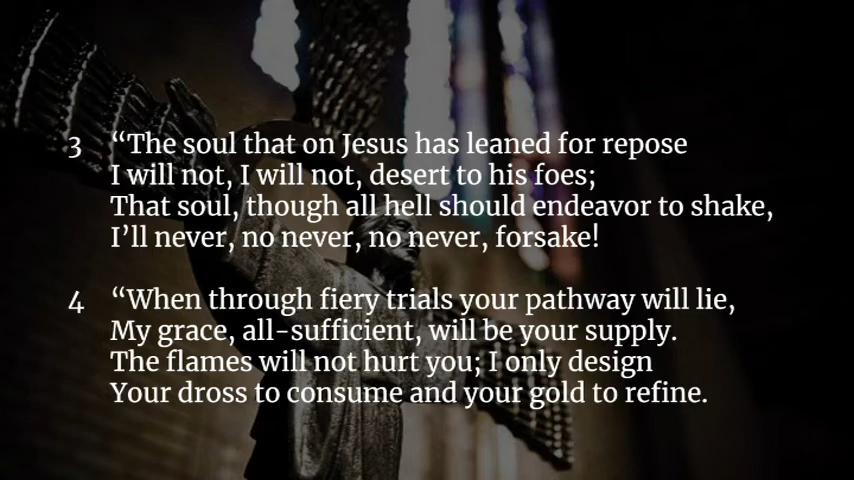 3 “The soul that on Jesus has leaned for repose
I will not, I will not, desert to his foes;
That soul, though all hell should endeavor to shake,
I’ll never, no never, no never, forsake!
4 “When through fiery trials your pathway will lie,
My grace, all-sufficient, will be your supply.
The flames will not hurt you; I only design
Your dross to consume and your gold to refine.